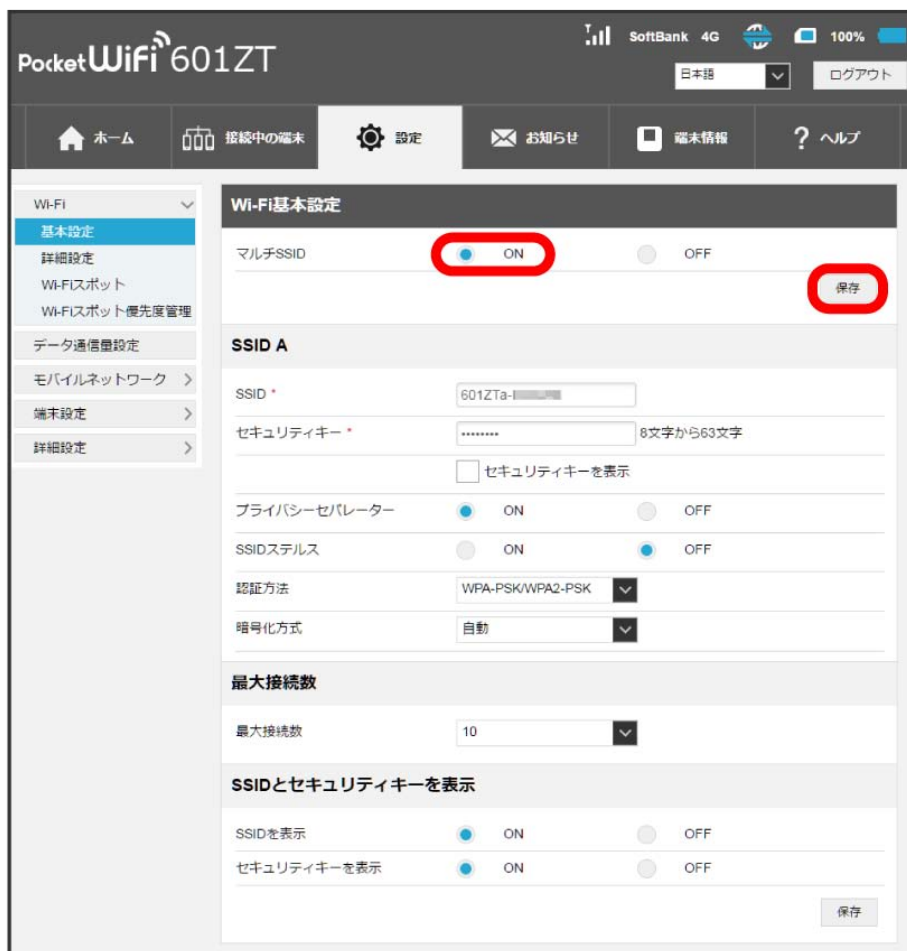 PocketWiFi 601ZT
SoftBank 4G 100%
日本語 ログアウト
ホーム 接続中の端末 設定 お知らせ 端末情報 ? ヘルプ
Wi-Fi
基本設定
詳細設定
Wi-Fiスポット
Wi-Fiスポット優先度管理
データ通信量設定
モバイルネットワーク
端末設定
詳細設定
Wi-Fi基本設定
マルチSSID ON OFF
保存
SSID A
SSID * 601ZTa-
セキュリティキー * ········ 8文字から63文字
セキュリティキーを表示
プライバシーセパレーター ON OFF
SSIDステルス ON OFF
認証方法 WPA-PSK/WPA2-PSK
暗号化方式 自動
最大接続数
最大接続数 10
SSIDとセキュリティキーを表示
SSIDを表示 ON OFF
セキュリティキーを表示 ON OFF
保存